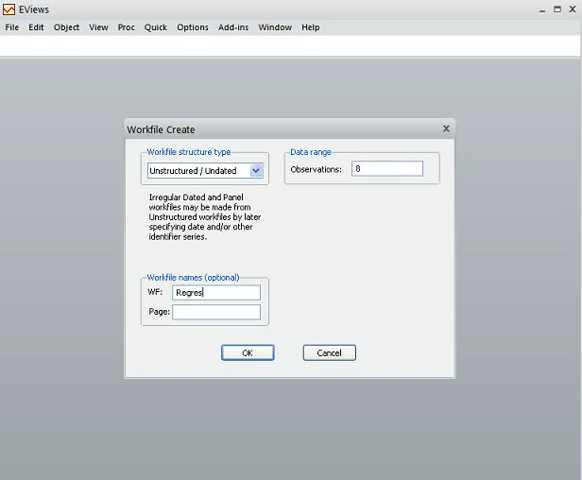 EViews
File Edit Object View Proc Quick Options Add-ins Window Help
Workfile Create
Workfile structure type
Unstructured / Undated
Irregular Dated and Panel
workfiles may be made from
Unstructured workfiles by later
specifying date and/or other
identifier series.
Data range
Observations: 8
Workfile names (optional)
WF: Regres
Page:
OK Cancel